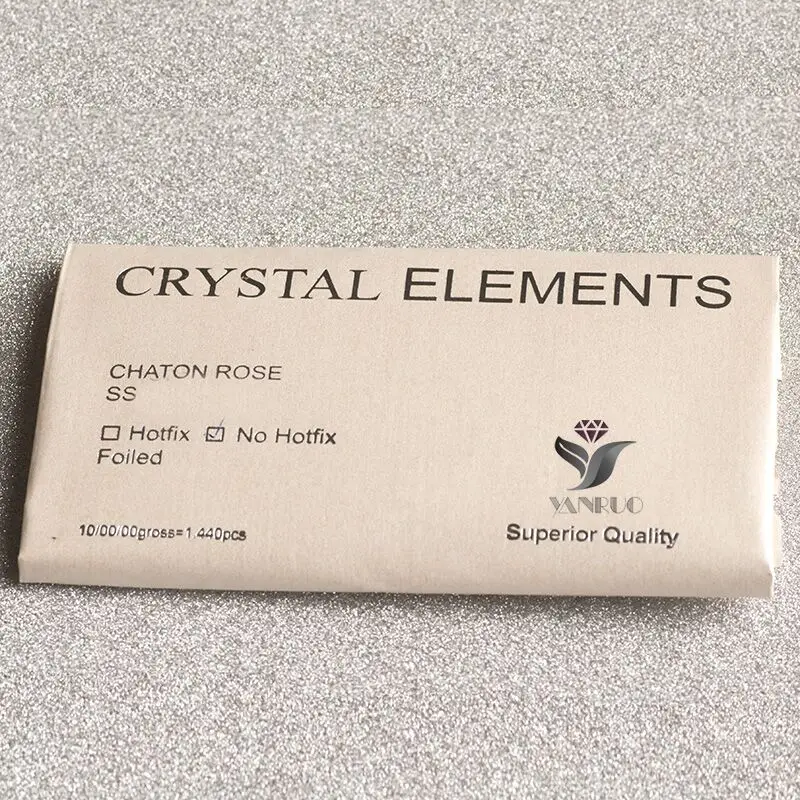 CRYSTAL ELEMENTS
CHATON ROSE
SS
Hotfix No Hotfix
Foiled
10/00/00gross=1.440pcs
YANRUO
Superior Quality